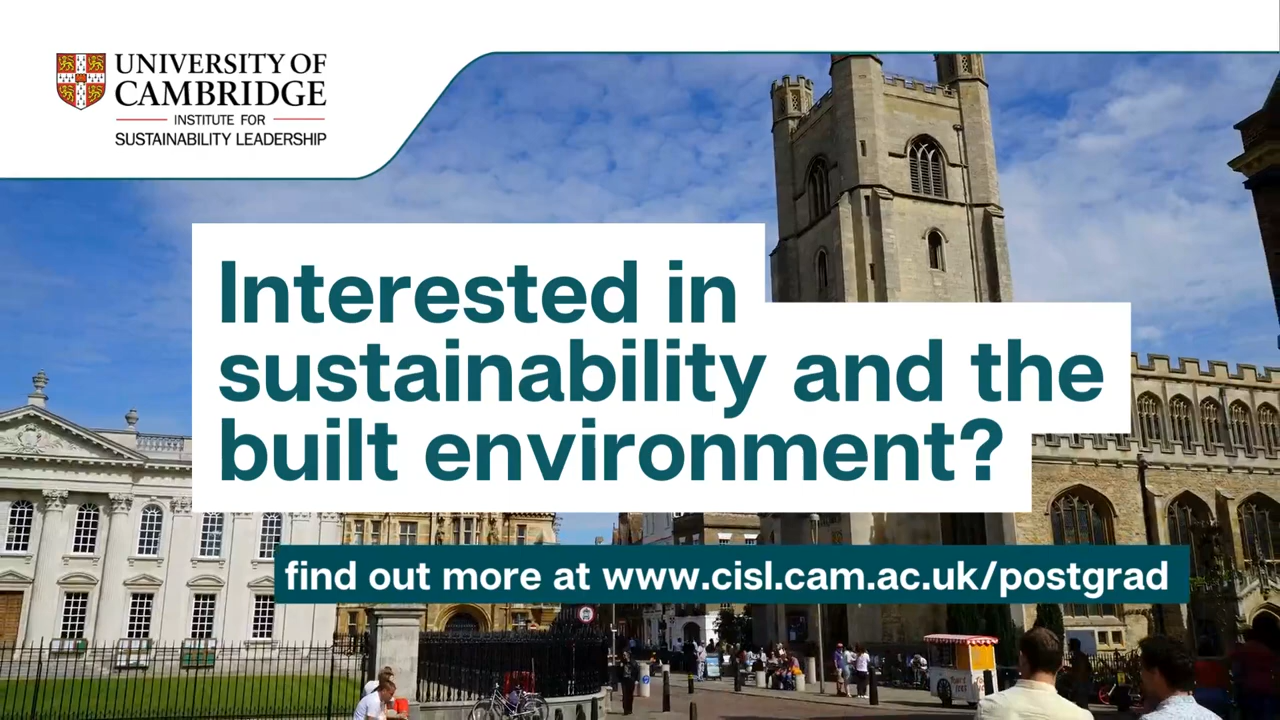 UNIVERSITY OF
CAMBRIDGE
INSTITUTE FOR
SUSTAINABILITY LEADERSHIP
Interested in
sustainability and the
built environment?
find out more at www.cisl.cam.ac.uk/postgrad